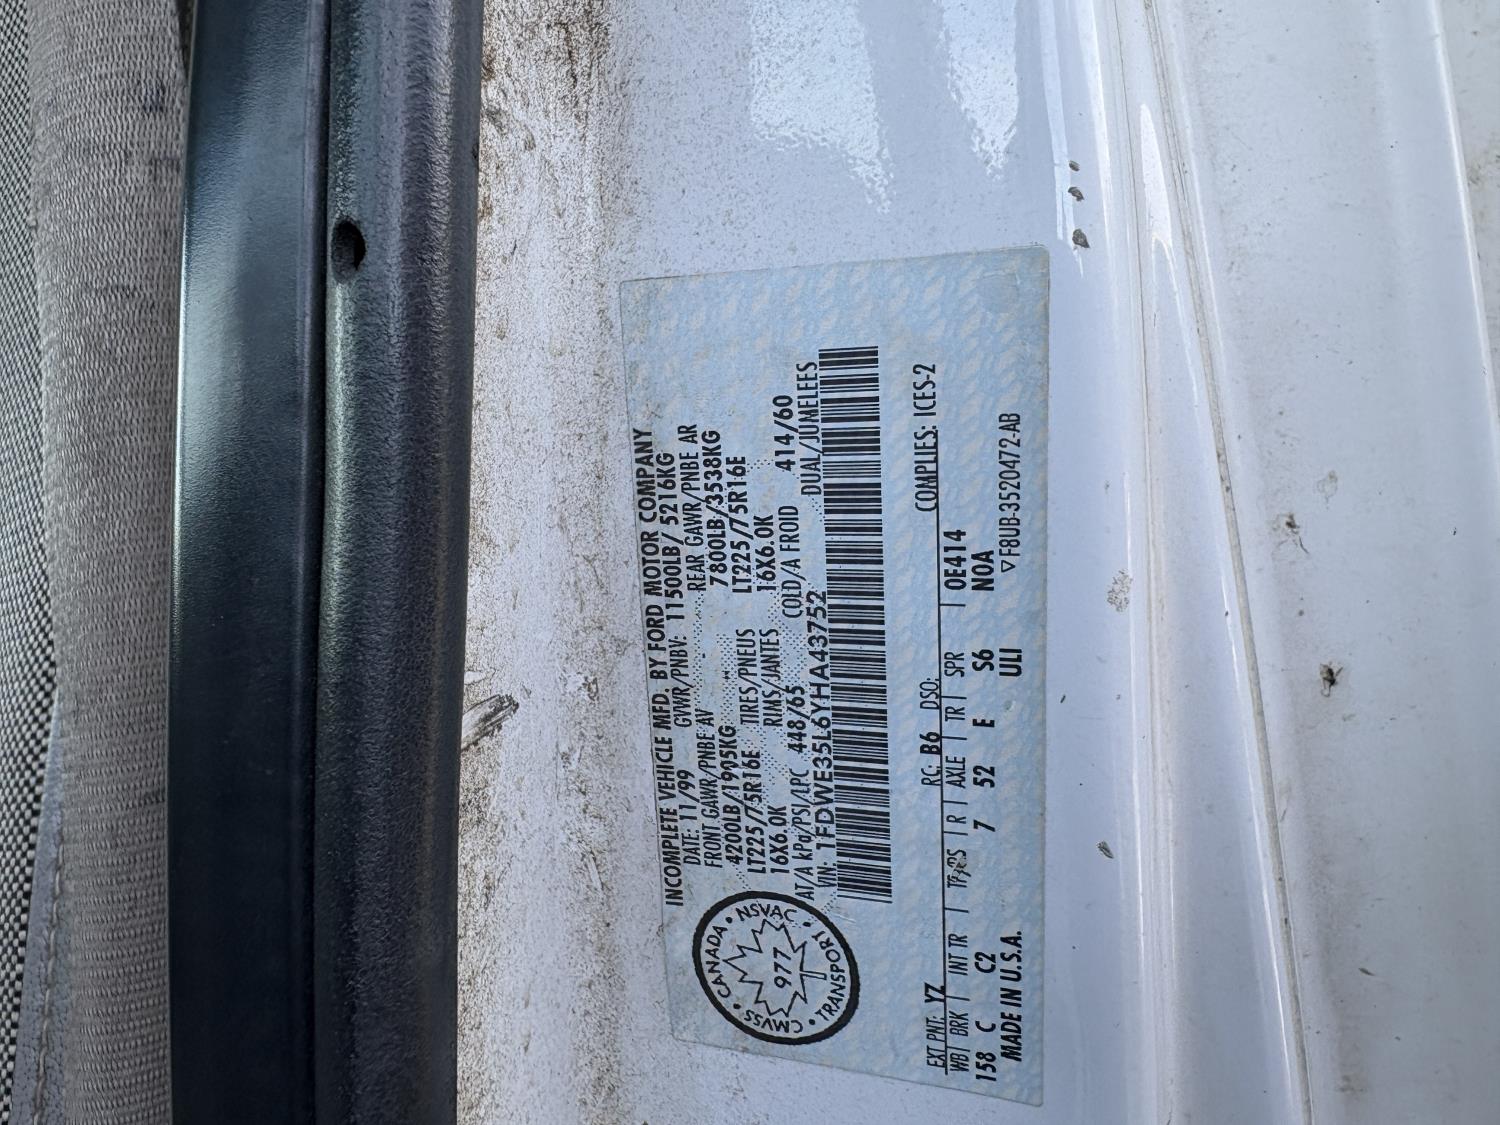 INCOMPLETE VEHICLE MFD. BY FORD MOTOR COMPANY
DATE: 11/99 GVWR/PNBV: 11500LB/5216KG
FRONT GAWR/PNBE AV REAR GAWR/PNBE AR
4200LB/1905KG 7800LB/3538KG
LT225/75R16E TIRES/PNEUS LT225/75R16E
16X6.0K RIMS/JANTES 16X6.0K
AT/A kPa/PSI/LPC 448/65 COLD/A FROID 414/60
VIN: 1FDWE35L6YHA43752 DUAL/JUMELEES
CANADA • NSVAC • TRANSPORT • CMVSS •
977
EXT PNT: YZ RC: B6 DSO: COMPLIES: ICES-2
WB BRK INT TR TP/PS R AXLE TR SPR 0E414
158 C C2 7 52 E S6 N0A
MADE IN U.S.A. ULI
▽F8UB-3520472-AB